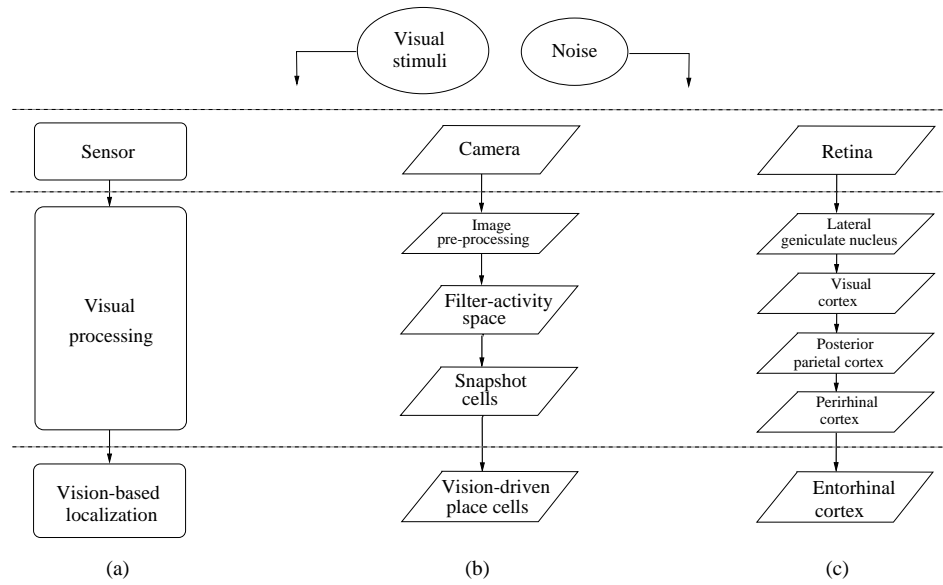 Visual
stimuli
Noise
Sensor
Camera
Retina
Visual
processing
Image
pre-processing
Filter-activity
space
Snapshot
cells
Lateral
geniculate nucleus
Visual
cortex
Posterior
parietal cortex
Perirhinal
cortex
Vision-based
localization
Vision-driven
place cells
Entorhinal
cortex
(a)
(b)
(c)